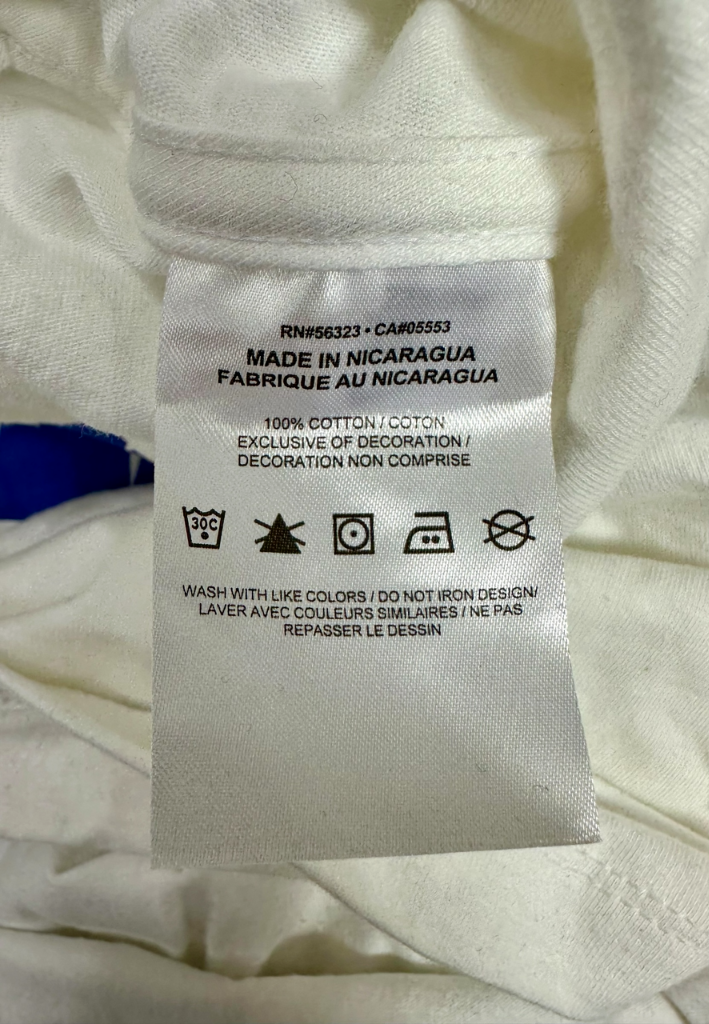 RN#56323 • CA#05553
MADE IN NICARAGUA
FABRIQUE AU NICARAGUA
100% COTTON / COTON
EXCLUSIVE OF DECORATION /
DECORATION NON COMPRISE
30C
WASH WITH LIKE COLORS / DO NOT IRON DESIGN/
LAVER AVEC COULEURS SIMILAIRES / NE PAS
REPASSER LE DESSIN